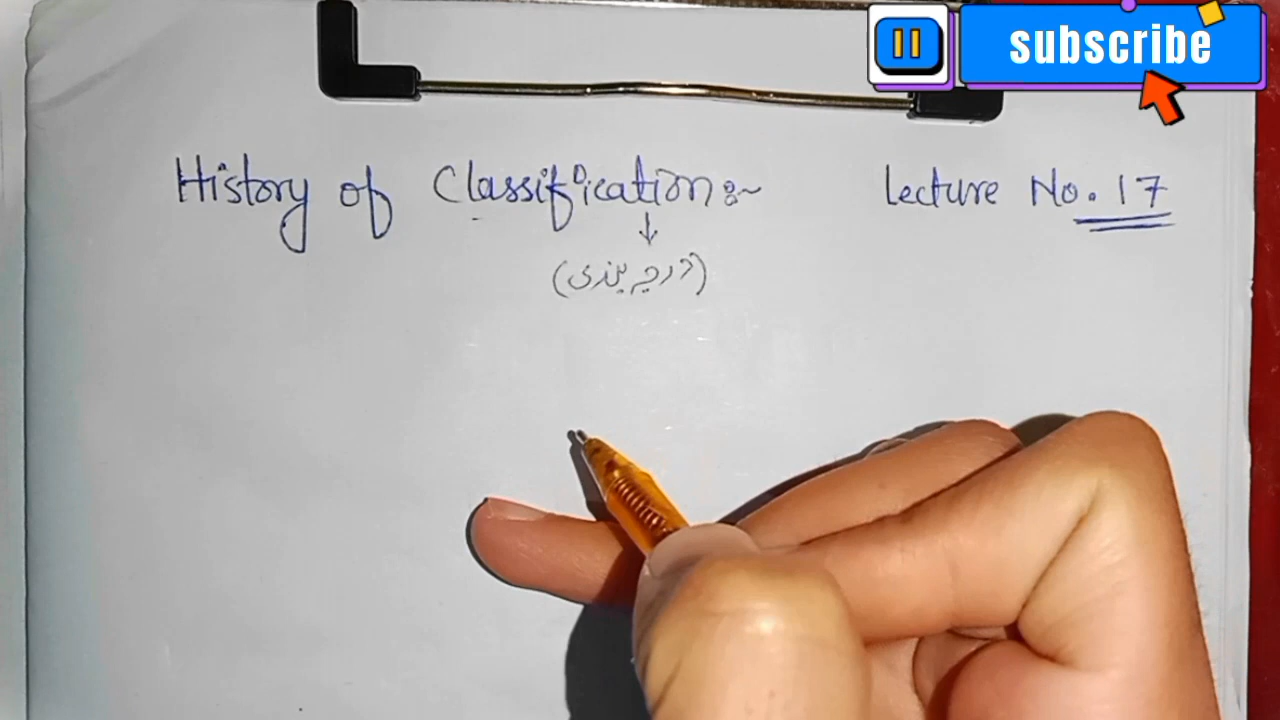 subscribe
History of Classification:~ Lecture No. 17
(درجہ بندی)